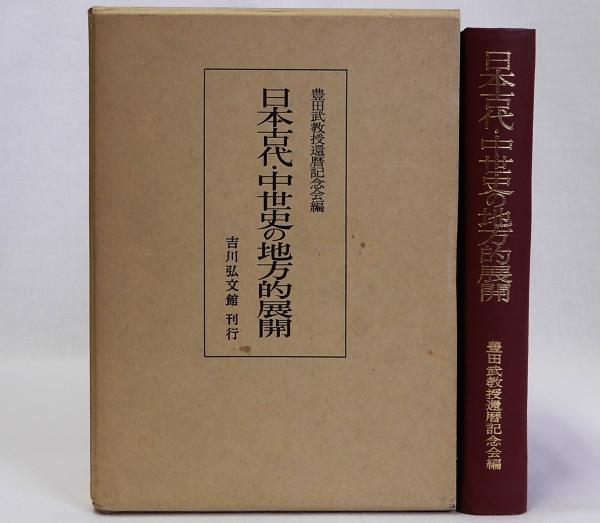 豊田武教授還暦記念会編
日本古代・中世史の地方的展開
吉川弘文館 刊行
日本古代・中世史の地方的展開
豊田武教授還暦記念会編